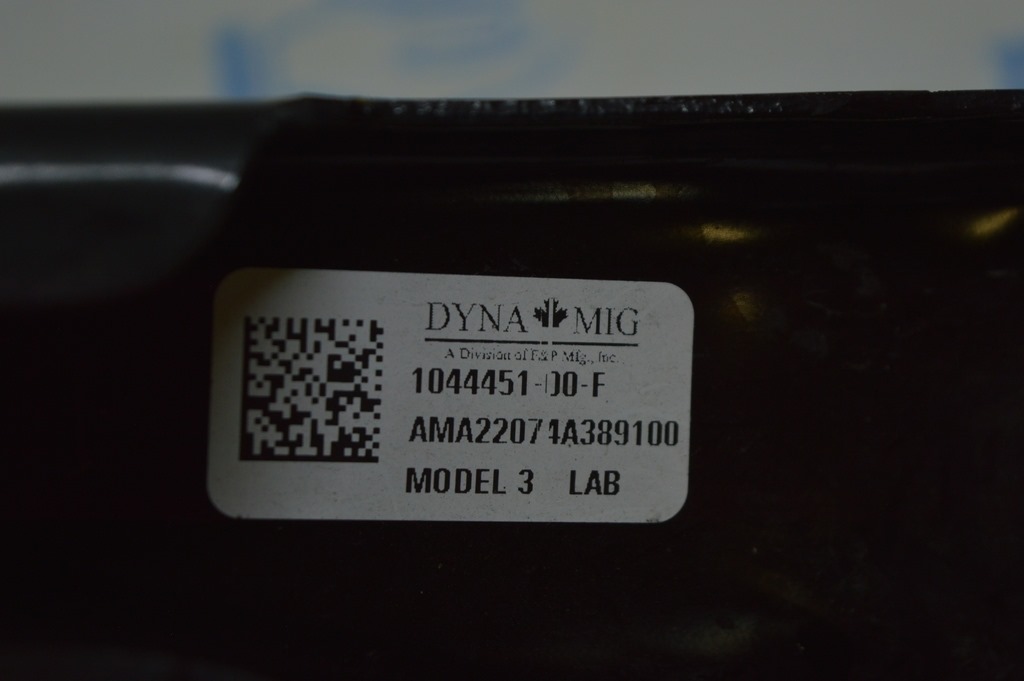 DYNA MIG
A Division of F&P Mfg., Inc.
1044451-00-F
AMA22074A389100
MODEL 3 LAB